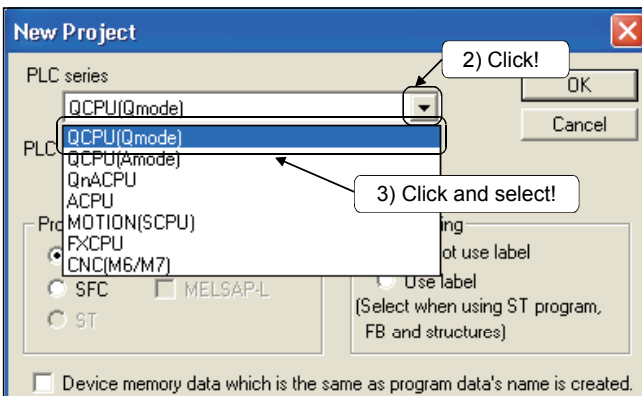 New Project
2) Click!
PLC series
OK
QCPU(Qmode)
Cancel
QCPU(Qmode)
PLC
QCPU(Amode)
QnACPU
3) Click and select!
ACPU
MOTION(SCPU)
FXCPU
ot use label
CNC(M6/M7)
Use label
SFC
MELSAP-L
(Select when using ST program,
ST
FB and structures)
Device memory data which is the same as program data's name is created.